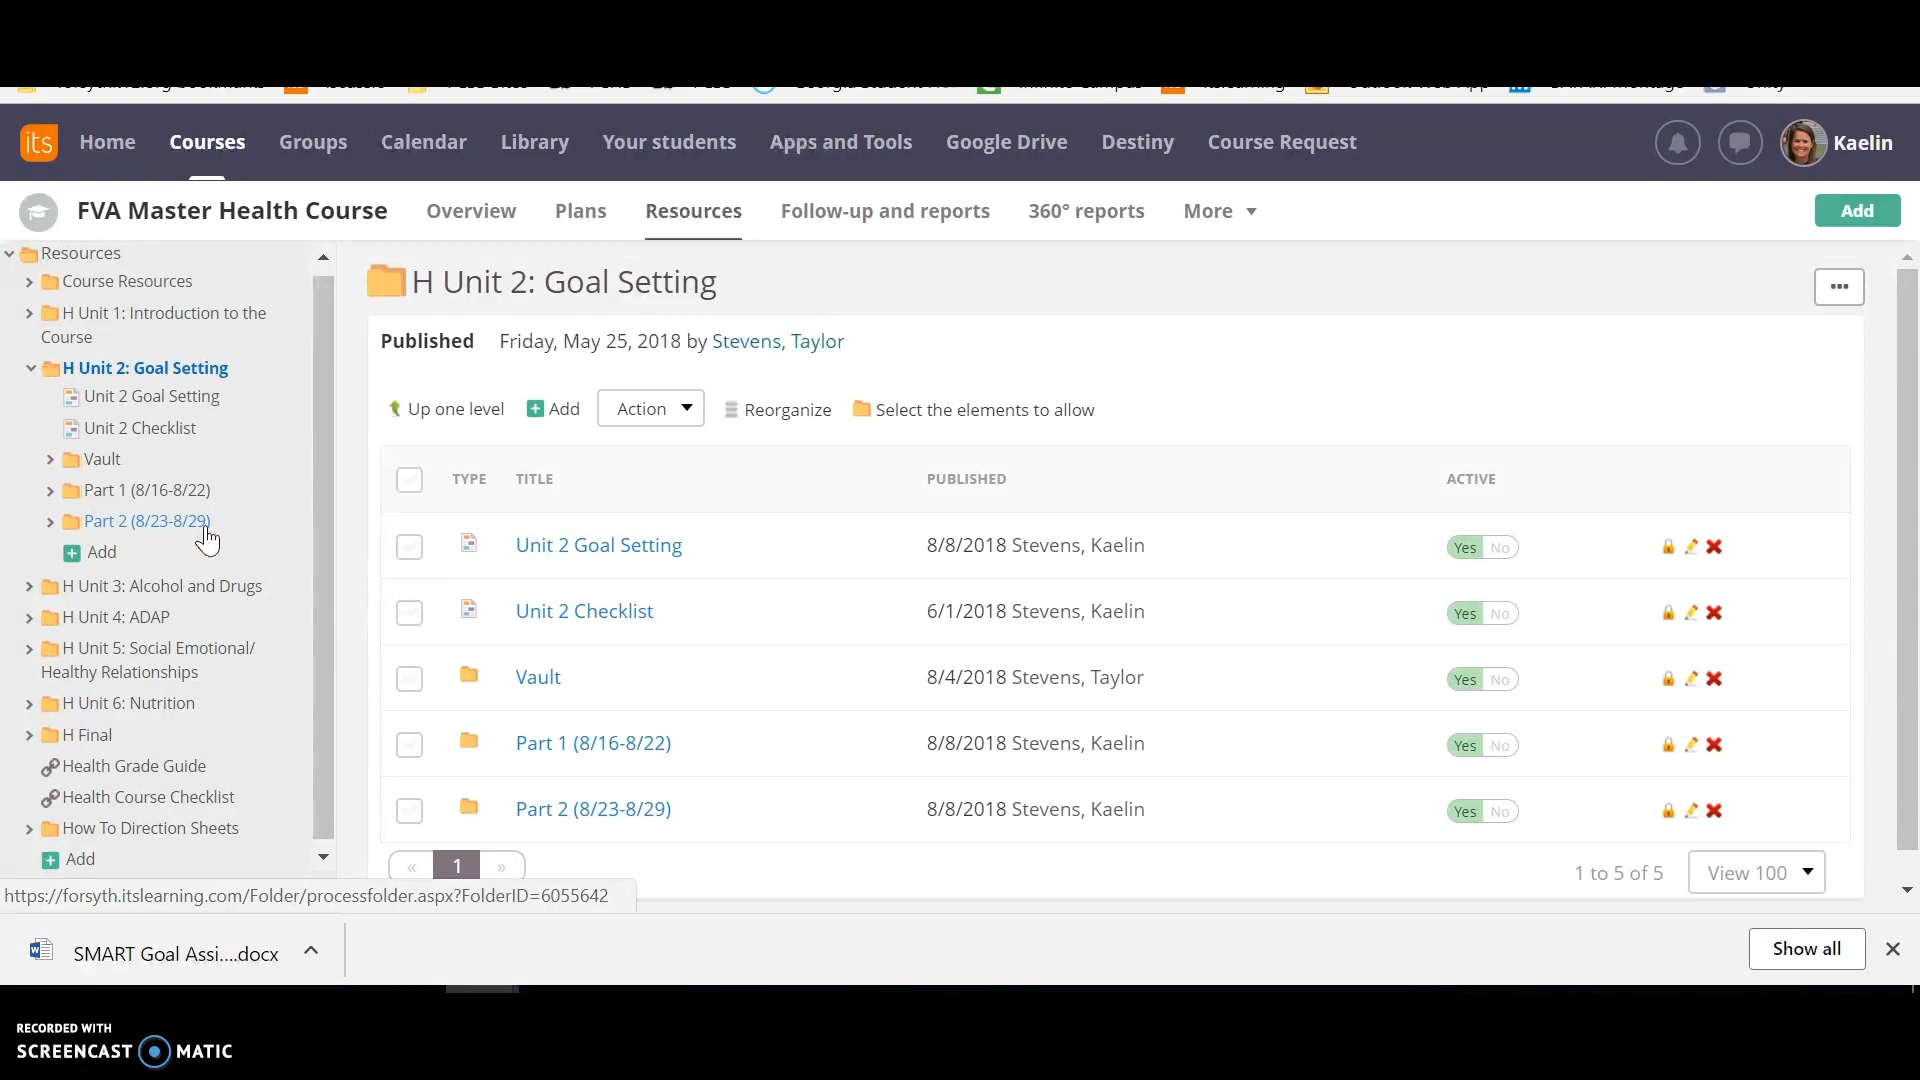 its Home Courses Groups Calendar Library Your students Apps and Tools Google Drive Destiny Course Request Kaelin
FVA Master Health Course Overview Plans Resources Follow-up and reports 360° reports More Add
Resources
Course Resources
H Unit 1: Introduction to the
Course
H Unit 2: Goal Setting
Unit 2 Goal Setting
Unit 2 Checklist
Vault
Part 1 (8/16-8/22)
Part 2 (8/23-8/29)
Add
H Unit 3: Alcohol and Drugs
H Unit 4: ADAP
H Unit 5: Social Emotional/
Healthy Relationships
H Unit 6: Nutrition
H Final
Health Grade Guide
Health Course Checklist
How To Direction Sheets
Add
H Unit 2: Goal Setting
Published Friday, May 25, 2018 by Stevens, Taylor
Up one level Add Action Reorganize Select the elements to allow
TYPE TITLE PUBLISHED ACTIVE
Unit 2 Goal Setting 8/8/2018 Stevens, Kaelin Yes No
Unit 2 Checklist 6/1/2018 Stevens, Kaelin Yes No
Vault 8/4/2018 Stevens, Taylor Yes No
Part 1 (8/16-8/22) 8/8/2018 Stevens, Kaelin Yes No
Part 2 (8/23-8/29) 8/8/2018 Stevens, Kaelin Yes No
« 1 » 1 to 5 of 5 View 100
https://forsyth.itslearning.com/Folder/processfolder.aspx?FolderID=6055642
SMART Goal Assi....docx Show all
RECORDED WITH
SCREENCAST MATIC